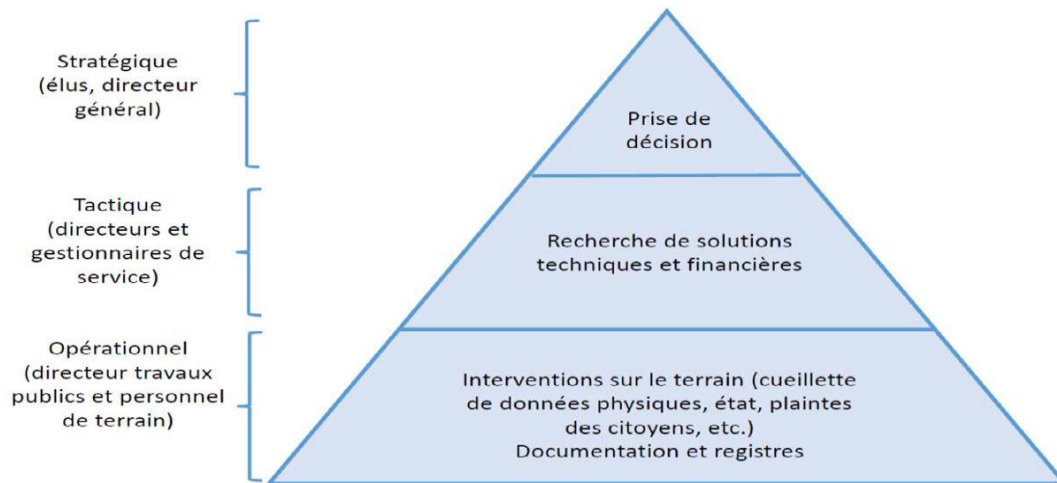 Stratégique
(élus, directeur
général)
Prise de
décision
Tactique
(directeurs et
gestionnaires de
service)
Recherche de solutions
techniques et financières
Opérationnel
(directeur travaux
publics et personnel
de terrain)
Interventions sur le terrain (cueillette
de données physiques, état, plaintes
des citoyens, etc.)
Documentation et registres